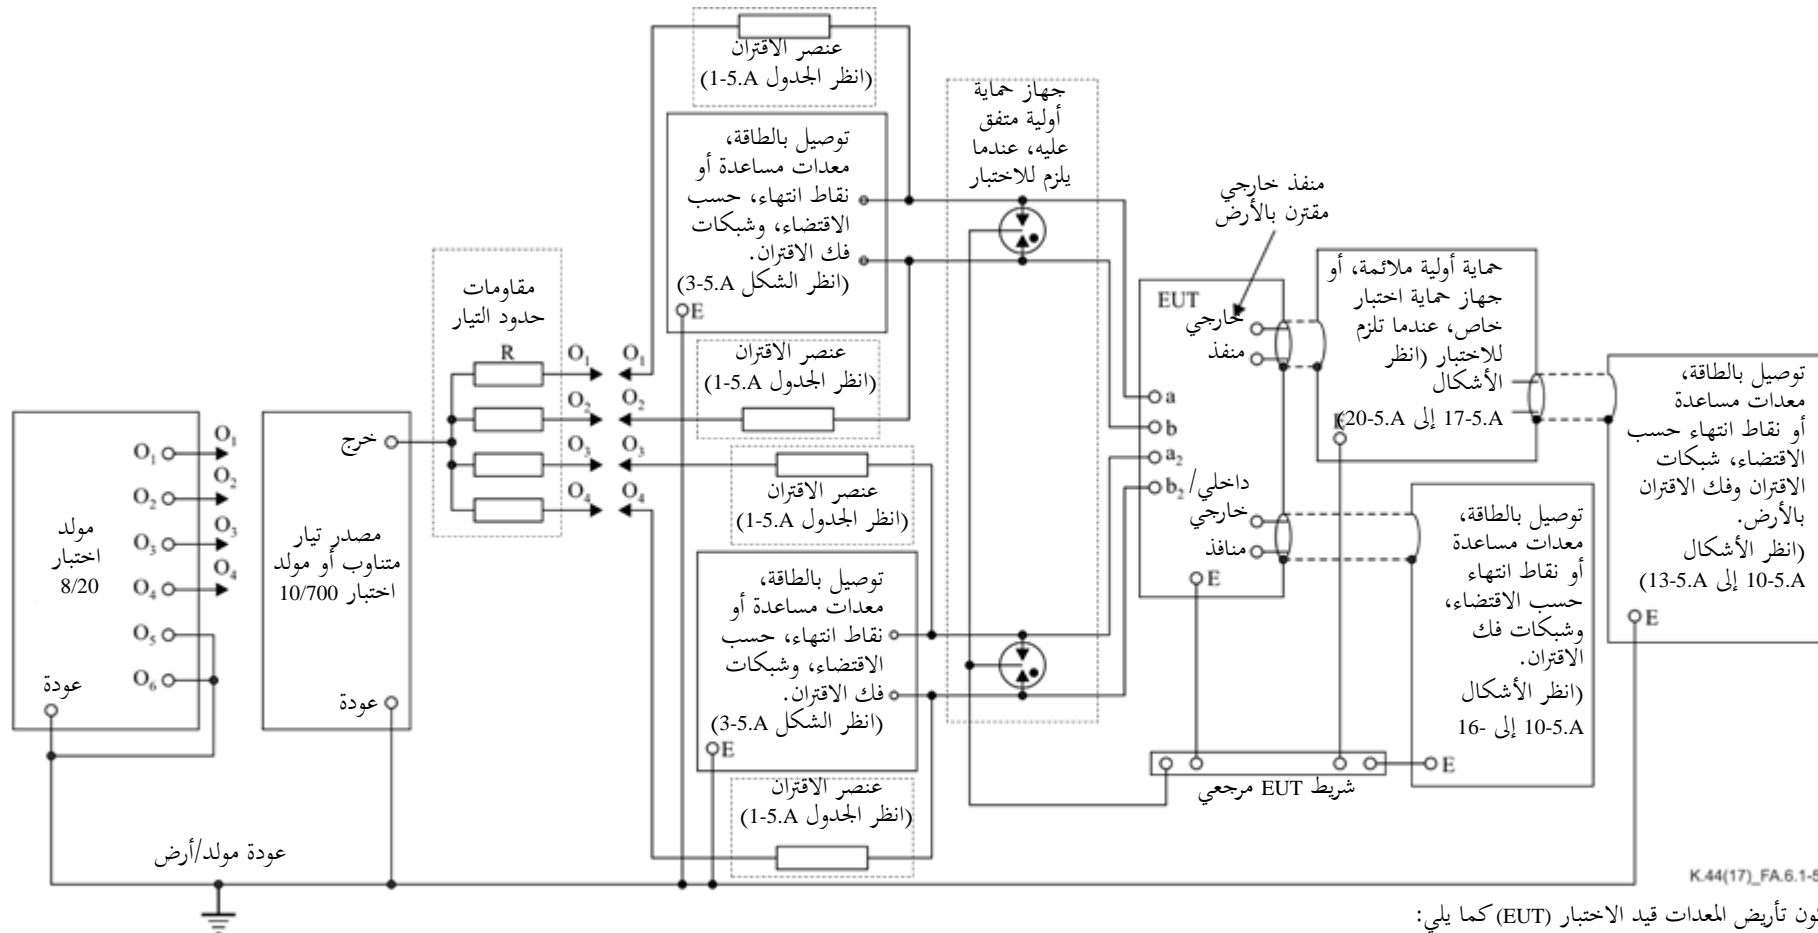 عنصر الاقتران
(انظر الجدول 1-5.A)
توصيل بالطاقة،
معدات مساعدة أو
نقاط انتهاء، حسب
الاقتضاء، وشبكات
فك الاقتران.
(انظر الشكل 3-5.A)
E
جهاز حماية
أولية متفق
عليه، عندما
يلزم للاختبار
منفذ خارجي
مقترن بالأرض
مقاومات
حدود التيار
R
O1
O2
O3
O4
O1
O2
O3
O4
عنصر الاقتران
(انظر الجدول 1-5.A)
عنصر الاقتران
(انظر الجدول 1-5.A)
مولد
اختبار
8/20
O1
O2
O3
O4
O5
O6
عودة
O1
O2
O3
O4
خرج
مصدر تيار
متناوب أو مولد
اختبار 10/700
عودة
توصيل بالطاقة،
معدات مساعدة أو
نقاط انتهاء، حسب
الاقتضاء، وشبكات
فك الاقتران.
(انظر الشكل 3-5.A)
E
عنصر الاقتران
(انظر الجدول 1-5.A)
عودة مولد/أرض
EUT
خارجي
منفذ
a
b
a2
b2
داخلي/
خارجي
منافذ
E
حماية أولية ملائمة، أو
جهاز حماية اختبار
خاص، عندما تلزم
للاختبار (انظر
الأشكال
17-5.A إلى 20-5.A)
E
توصيل بالطاقة،
معدات مساعدة
أو نقاط انتهاء حسب
الاقتضاء، شبكات
الاقتران وفك الاقتران
بالأرض.
(انظر الأشكال
10-5.A إلى 13-5.A)
E
توصيل بالطاقة،
معدات مساعدة
أو نقاط انتهاء
حسب الاقتضاء،
وشبكات فك
الاقتران.
(انظر الأشكال
10-5.A إلى 16-
E
شريط EUT مرجعي
K.44(17)_FA.6.1-5
تأريض المعدات قيد الاختبار (EUT) كما يلي: